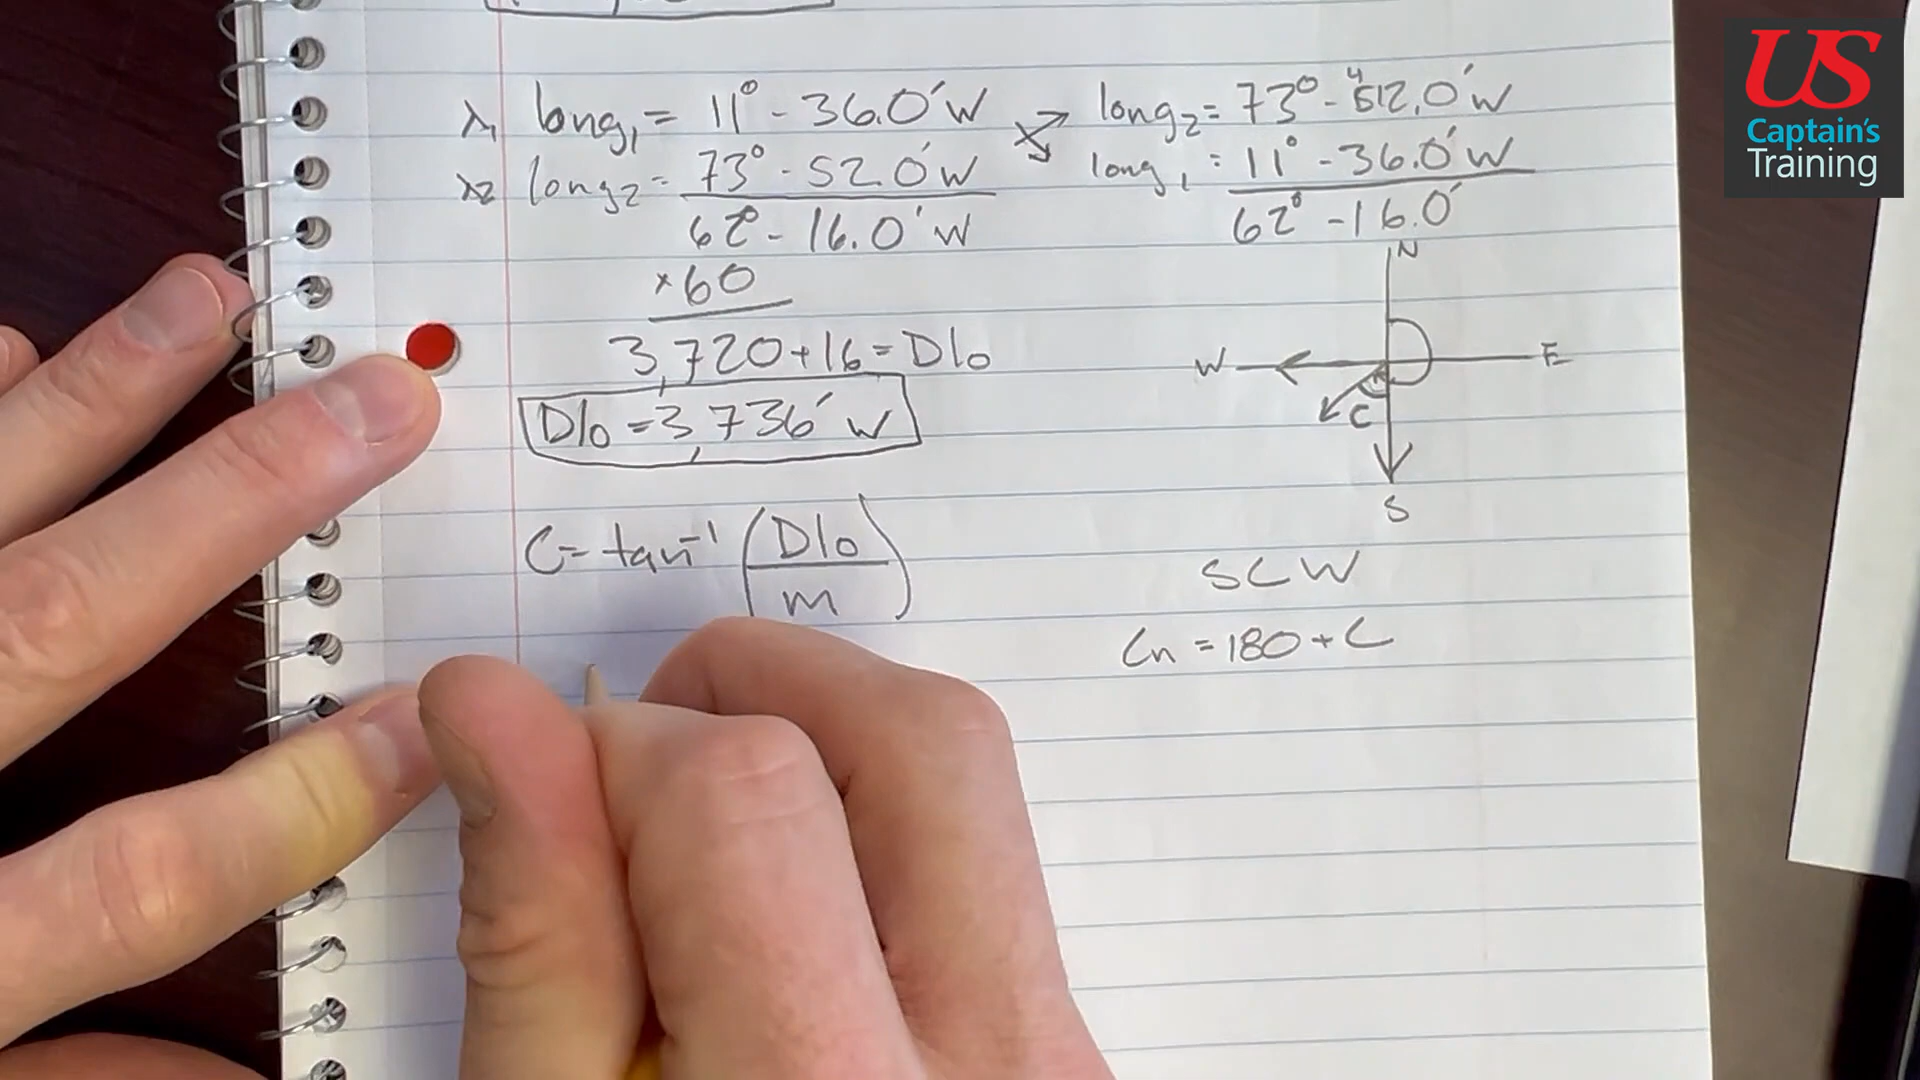 US
Captain's
Training
λ1 long1 = 11° - 36.0' W
λ2 long2 = 73° - 52.0' W
62° - 16.0' W
×60
3,720 + 16 = Dlo
Dlo = 3,736' W
C = tan⁻¹ (Dlo / m)
long2 = 73° - 4 512.0' W
long1 = 11° - 36.0' W
62° - 16.0'
N
W E
C
S
S C W
Cn = 180 + C